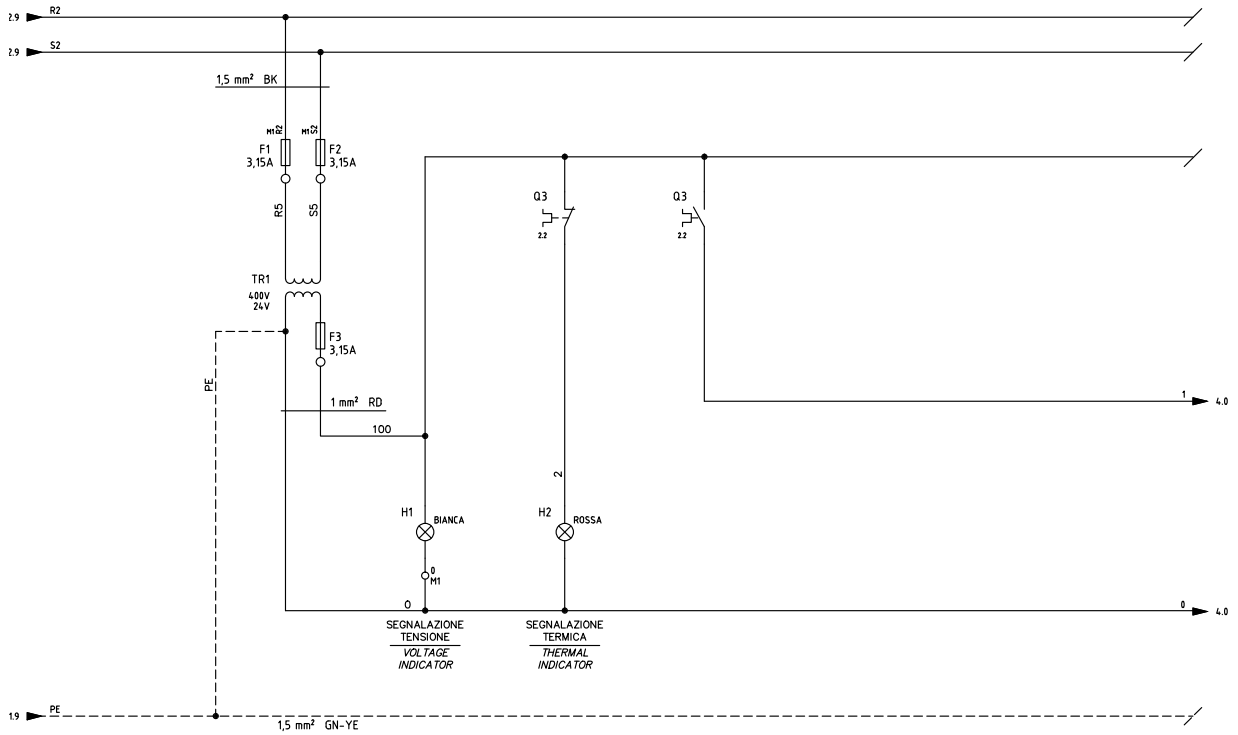 2.9 R2
2.9 S2
1,5 mm² BK
M1 R2
M1 S2
F1
3,15A
F2
3,15A
R5
S5
Q3
2.2
Q3
2.2
TR1
400V
24V
F3
3,15A
PE
1 mm² RD
100
1 4.0
2
H1 BIANCA
H2 ROSSA
0
M1
0
0 4.0
SEGNALAZIONE
TENSIONE
VOLTAGE
INDICATOR
SEGNALAZIONE
TERMICA
THERMAL
INDICATOR
1.9 PE
1,5 mm² GN-YE